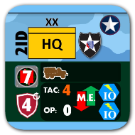 XX
2ID
HQ
7
TAC: 4
M.E.
IO
4
OP: 0
IO